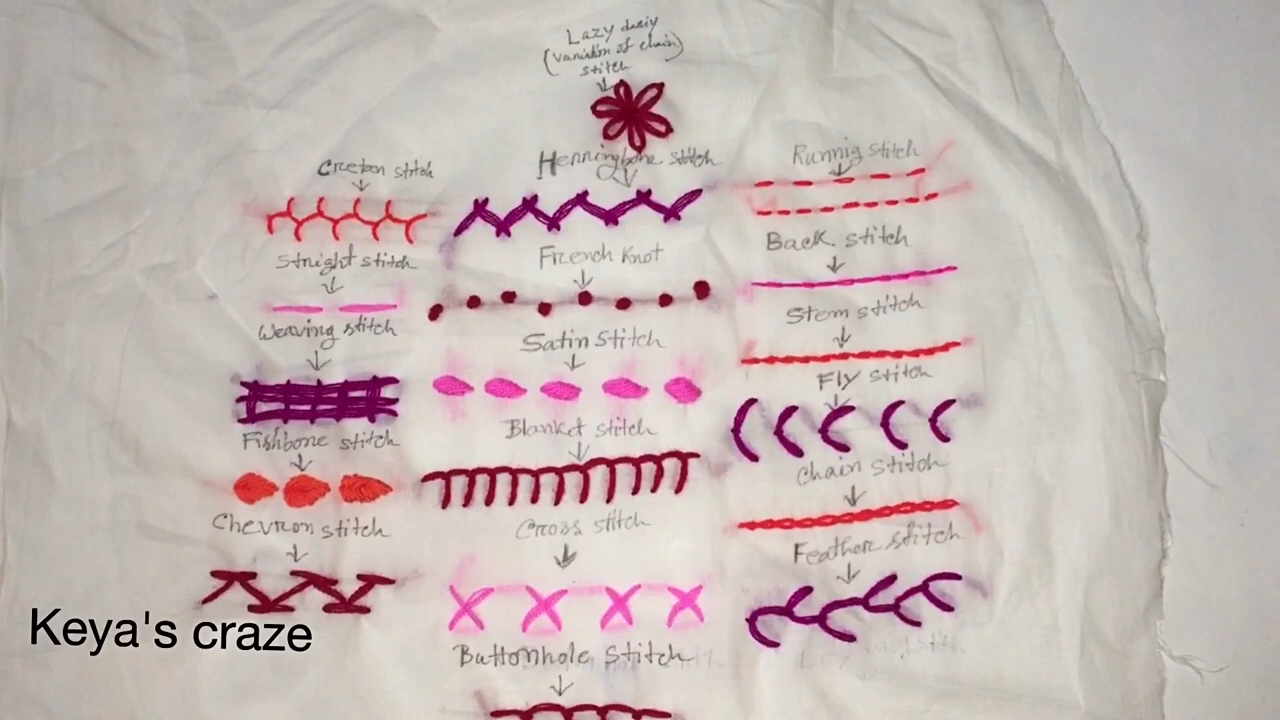 Lazy daisy
(variation of chain)
stitch
Creton stitch
Herringbone stitch
Runnig stitch
Stright stitch
French Knot
Back stitch
Weaving stitch
Satin Stitch
Stem stitch
Fishbone stitch
Blanket stitch
Fly stitch
Chevron stitch
Cross stitch
Chain stitch
Feather stitch
Buttonhole Stitch
Keya's craze